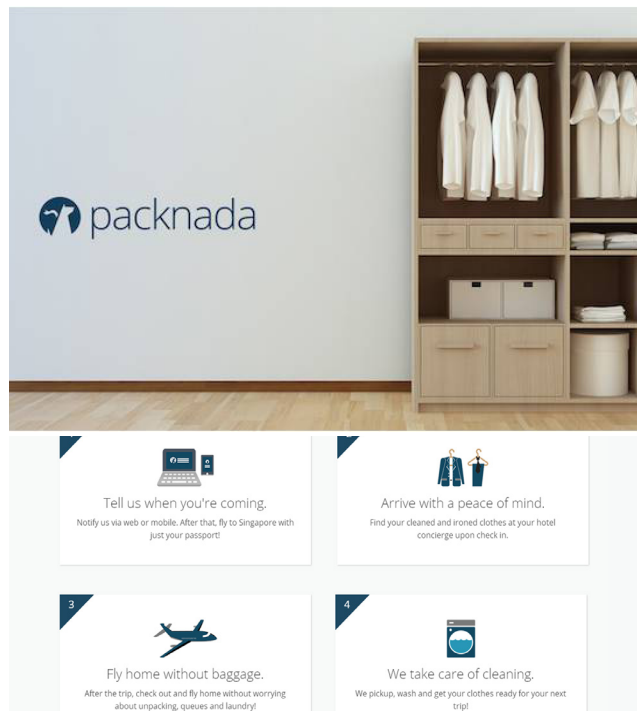 packnada
Tell us when you're coming.
Notify us via web or mobile. After that, fly to Singapore with
just your passport!
Arrive with a peace of mind.
Find your cleaned and ironed clothes at your hotel
concierge upon check in.
3
Fly home without baggage.
After the trip, check out and fly home without worrying
about unpacking, queues and laundry!
4
We take care of cleaning.
We pickup, wash and get your clothes ready for your next
trip!